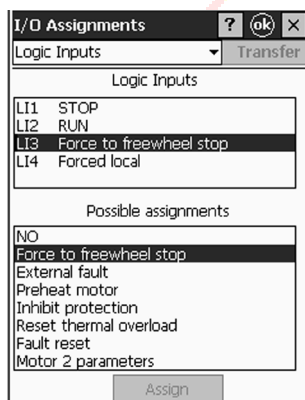 I/O Assignments ? ok ×
Logic Inputs Transfer
Logic Inputs
LI1 STOP
LI2 RUN
LI3 Force to freewheel stop
LI4 Forced local
Possible assignments
NO
Force to freewheel stop
External fault
Preheat motor
Inhibit protection
Reset thermal overload
Fault reset
Motor 2 parameters
Assign